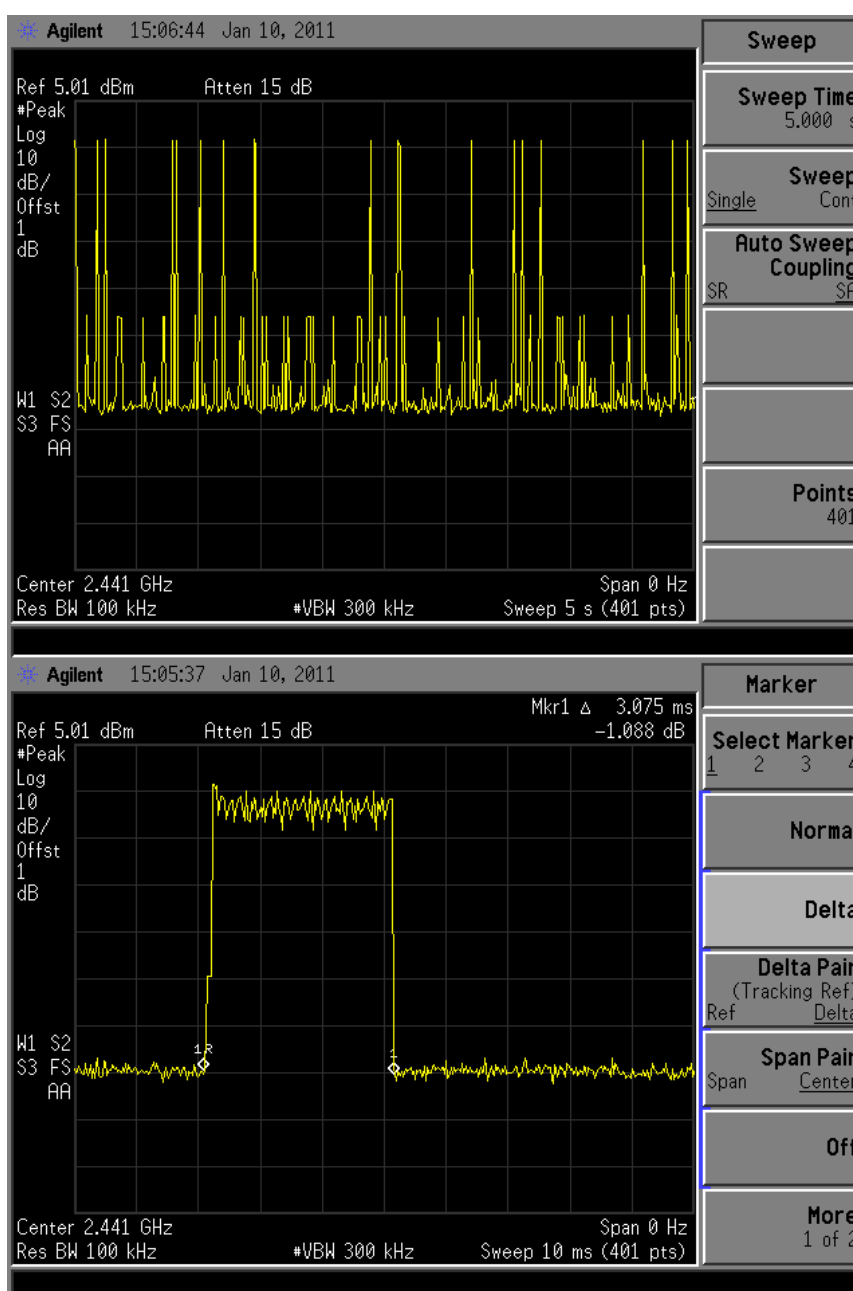 Agilent 15:06:44 Jan 10, 2011
Ref 5.01 dBm Atten 15 dB
#Peak
Log
10
dB/
Offst
1
dB
W1 S2
S3 FS
AA
Center 2.441 GHz Span 0 Hz
Res BW 100 kHz #VBW 300 kHz Sweep 5 s (401 pts)
Sweep
Sweep Time
5.000 s
Sweep
Single Cont
Auto Sweep
Coupling
SR SA
Points
401
Agilent 15:05:37 Jan 10, 2011
Mkr1 Δ 3.075 ms
Ref 5.01 dBm Atten 15 dB -1.088 dB
#Peak
Log
10
dB/
Offst
1
dB
W1 S2
S3 FS
AA
1R
1
Center 2.441 GHz Span 0 Hz
Res BW 100 kHz #VBW 300 kHz Sweep 10 ms (401 pts)
Marker
Select Marker
1 2 3 4
Normal
Delta
Delta Pair
(Tracking Ref)
Ref Delta
Span Pair
Span Center
Off
More
1 of 2